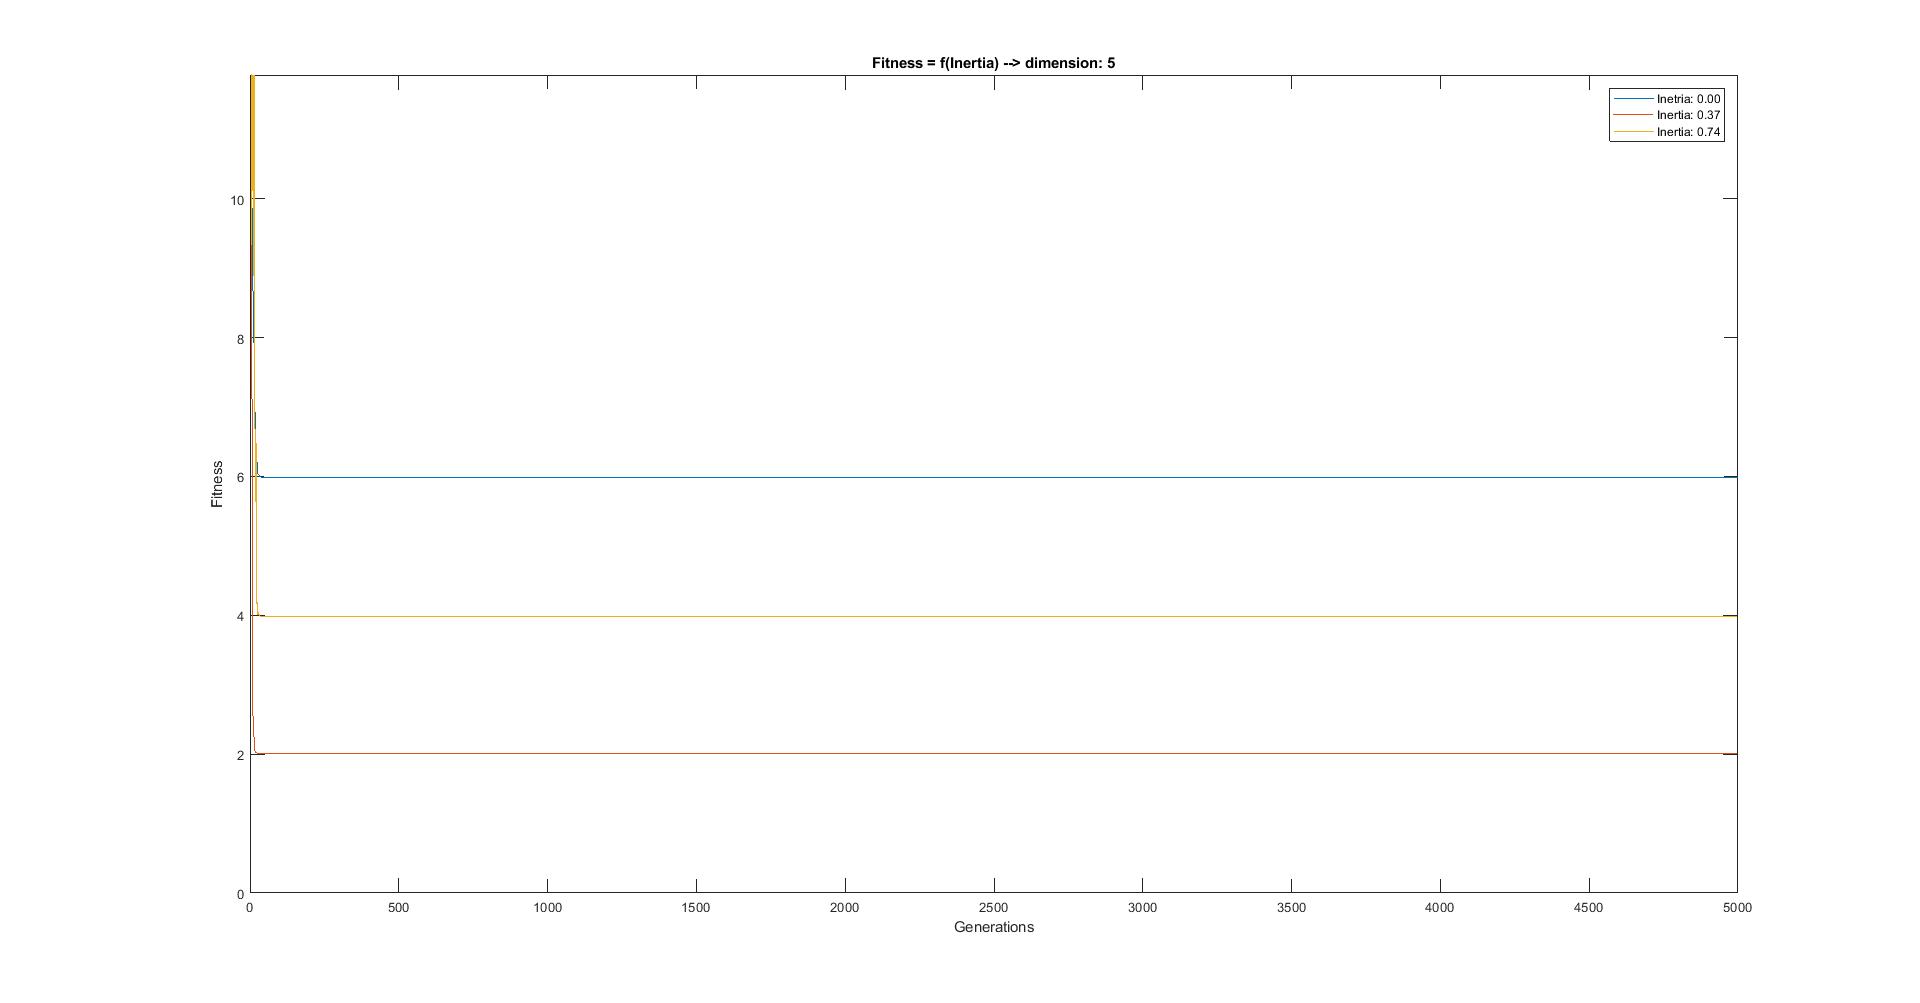 Fitness = f(Inertia) --> dimension: 5
Inetria: 0.00
Inertia: 0.37
Inertia: 0.74
10
8
6
4
2
0
Fitness
0 500 1000 1500 2000 2500 3000 3500 4000 4500 5000
Generations